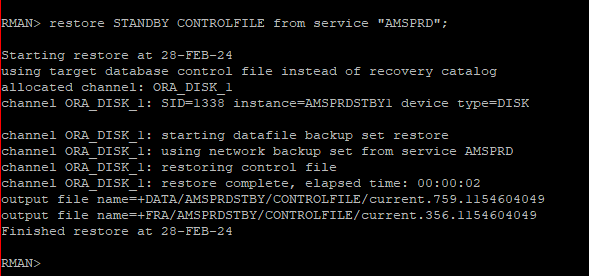 RMAN> restore STANDBY CONTROLFILE from service "AMSPRD";
Starting restore at 28-FEB-24
using target database control file instead of recovery catalog
allocated channel: ORA_DISK_1
channel ORA_DISK_1: SID=1338 instance=AMSPRDSTBY1 device type=DISK
channel ORA_DISK_1: starting datafile backup set restore
channel ORA_DISK_1: using network backup set from service AMSPRD
channel ORA_DISK_1: restoring control file
channel ORA_DISK_1: restore complete, elapsed time: 00:00:02
output file name=+DATA/AMSPRDSTBY/CONTROLFILE/current.759.1154604049
output file name=+FRA/AMSPRDSTBY/CONTROLFILE/current.356.1154604049
Finished restore at 28-FEB-24
RMAN>